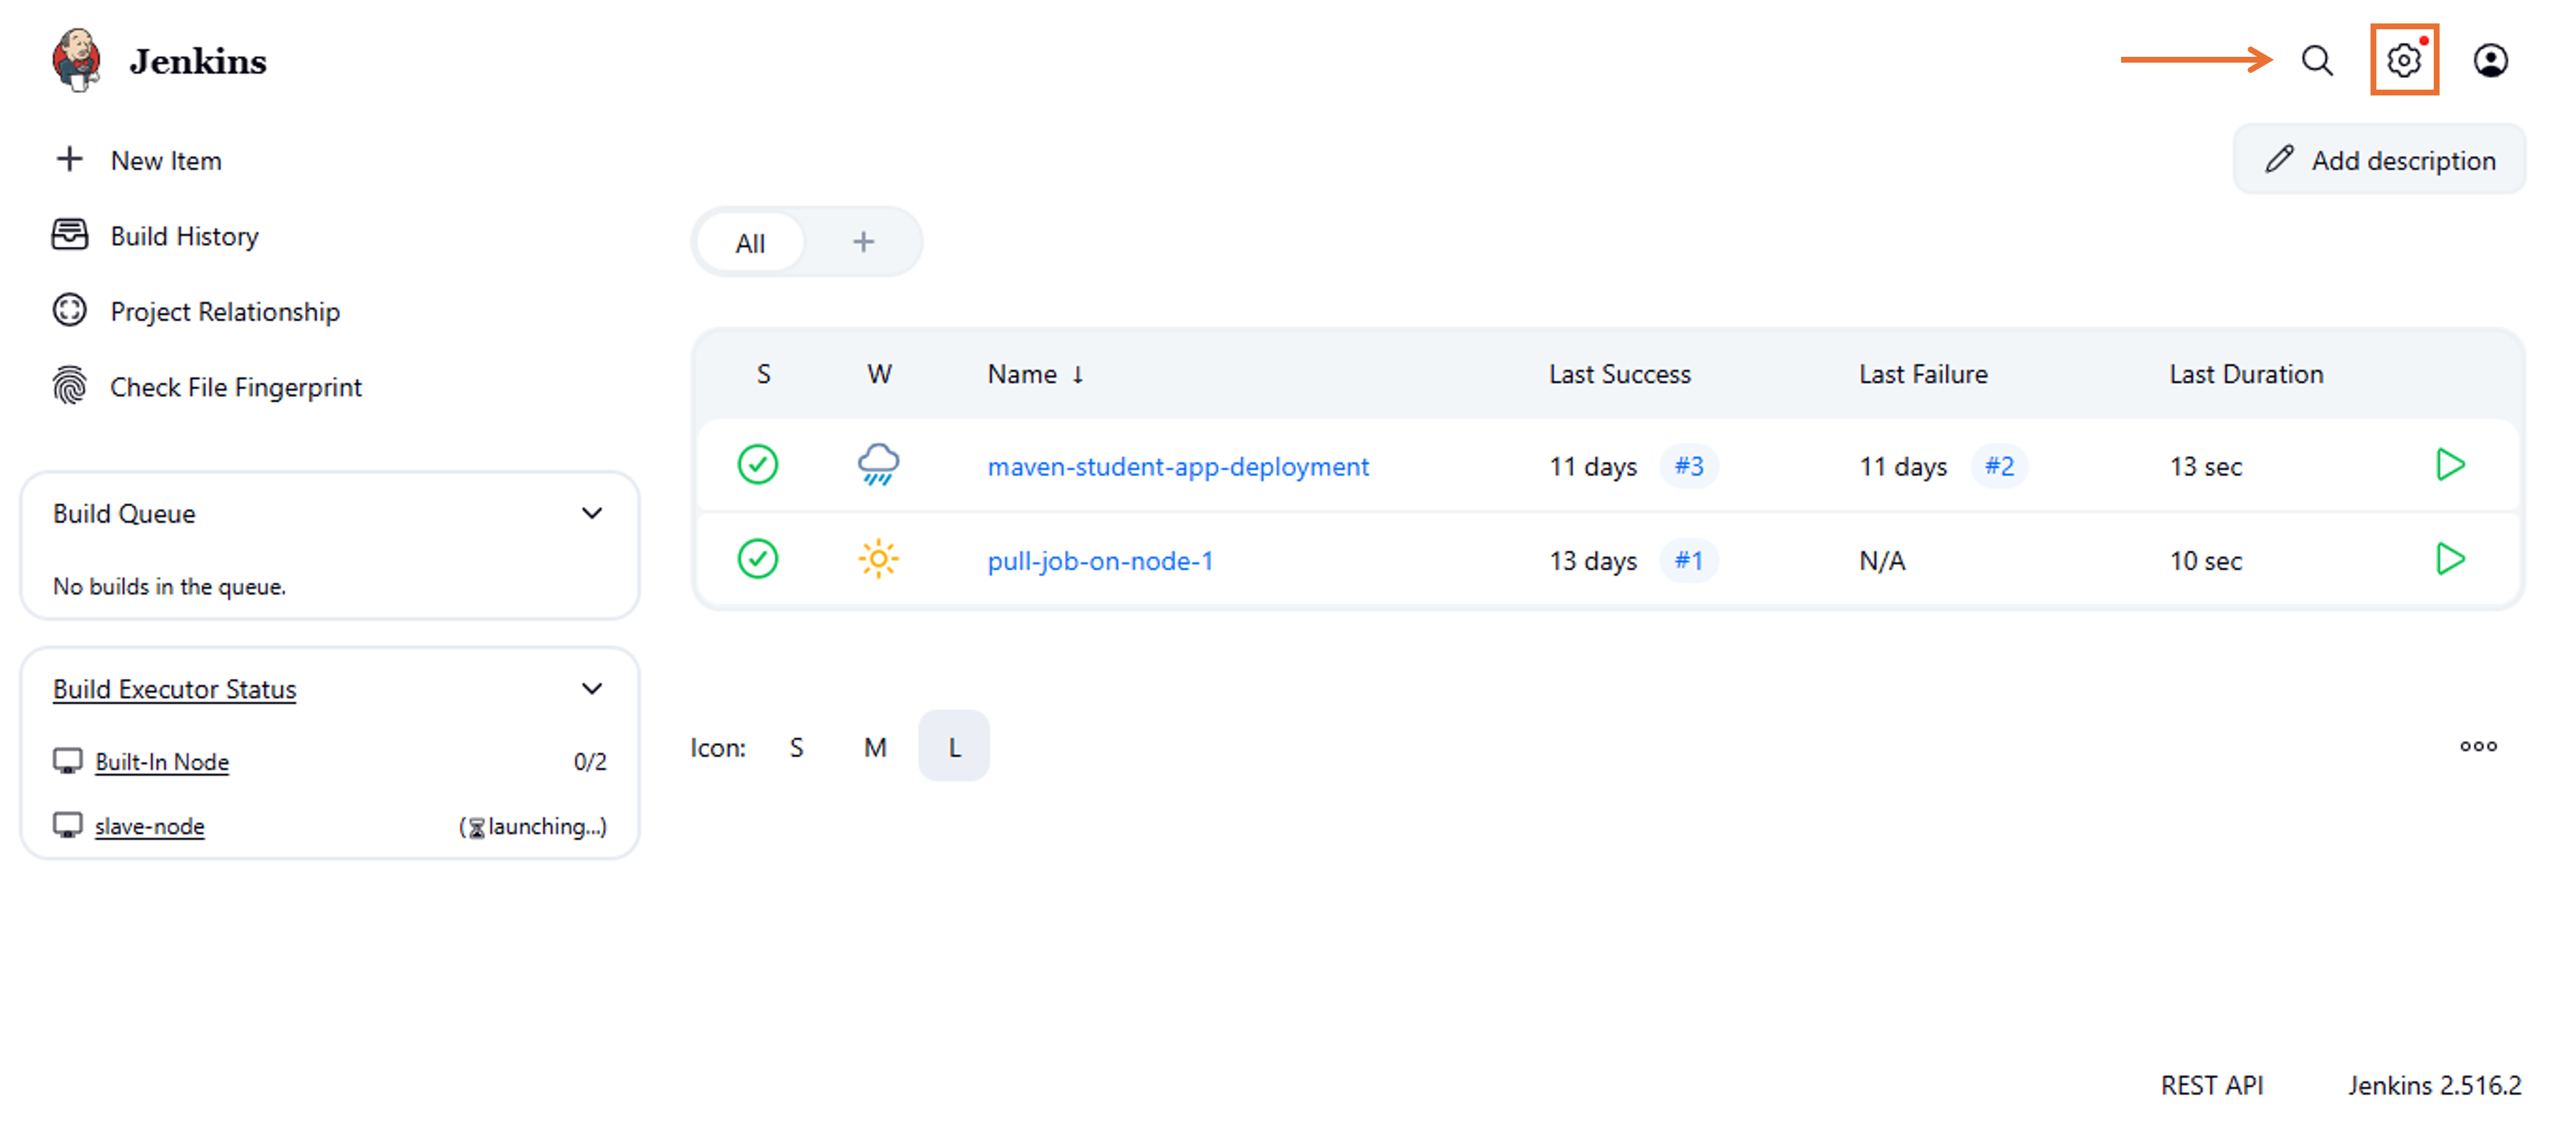 Jenkins
New Item
Build History
Project Relationship
Check File Fingerprint
Build Queue
No builds in the queue.
Build Executor Status
Built-In Node 0/2
slave-node (⌛launching...)
Add description
All +
S W Name ↓ Last Success Last Failure Last Duration
maven-student-app-deployment 11 days #3 11 days #2 13 sec
pull-job-on-node-1 13 days #1 N/A 10 sec
Icon: S M L
REST API Jenkins 2.516.2